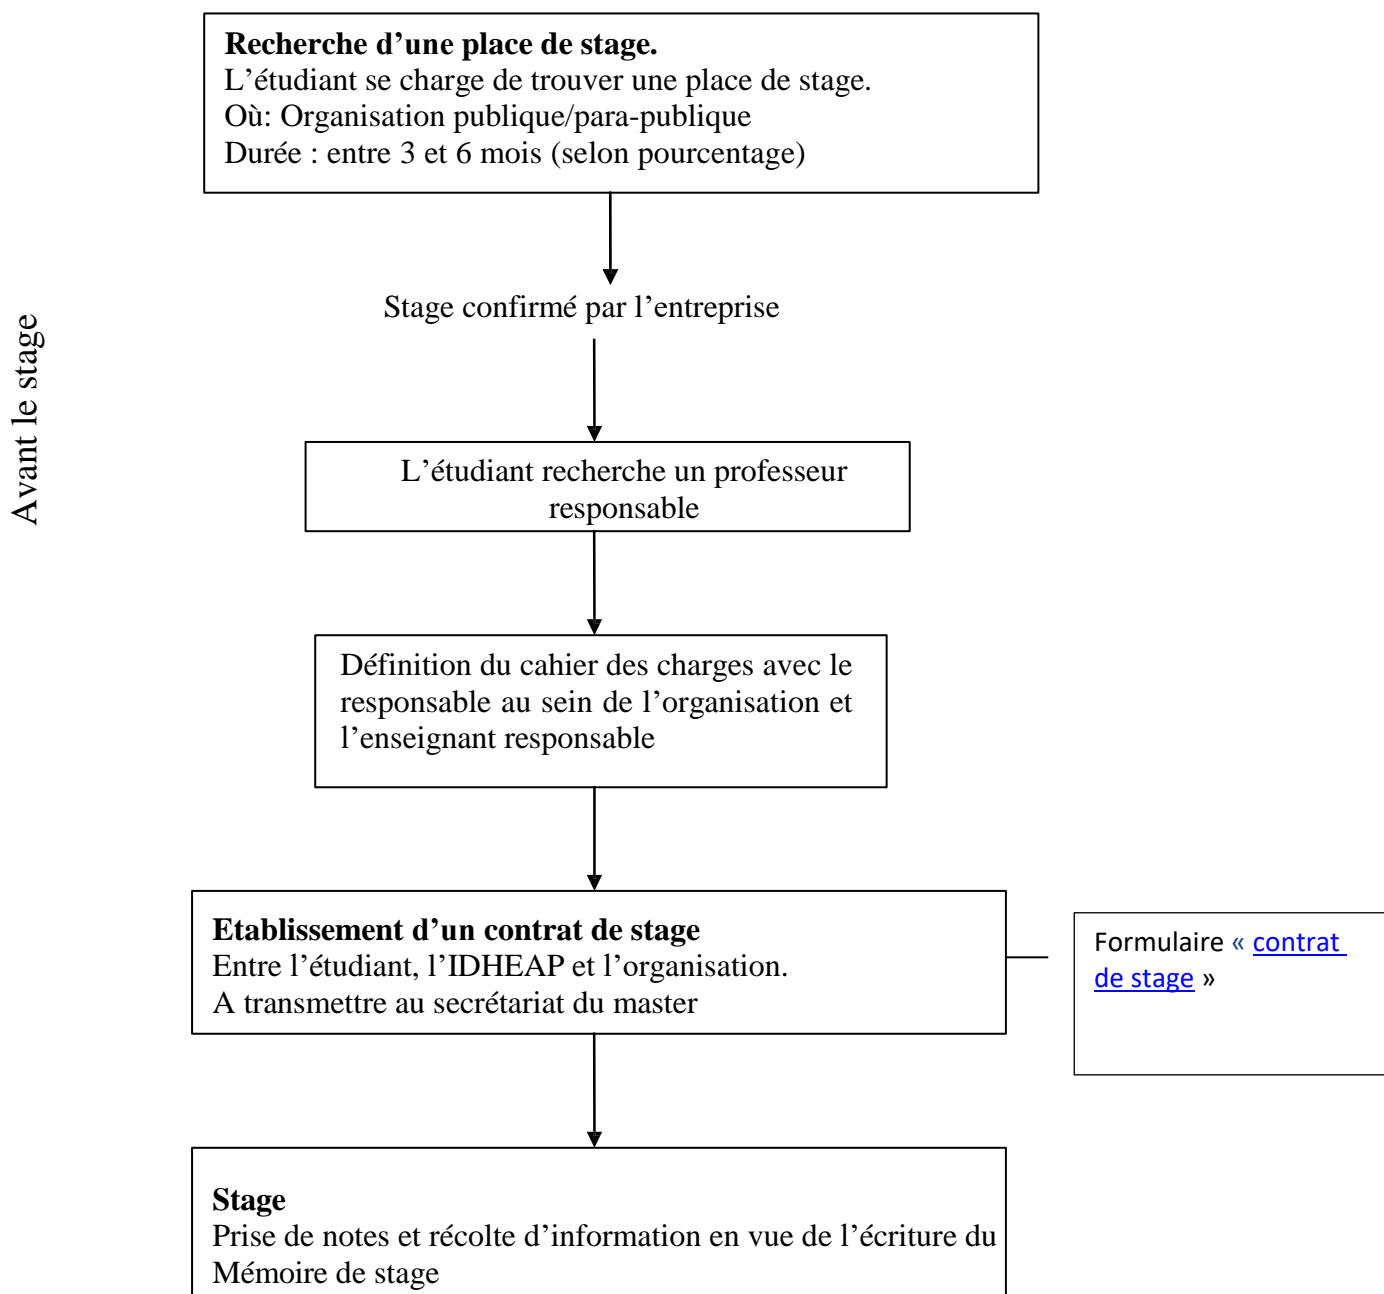 Recherche d’une place de stage.
L’étudiant se charge de trouver une place de stage.
Où: Organisation publique/para-publique
Durée : entre 3 et 6 mois (selon pourcentage)
Stage confirmé par l’entreprise
Avant le stage
L’étudiant recherche un professeur
responsable
Définition du cahier des charges avec le
responsable au sein de l’organisation et
l’enseignant responsable
Etablissement d’un contrat de stage
Entre l’étudiant, l’IDHEAP et l’organisation.
A transmettre au secrétariat du master
Formulaire « contrat
de stage »
Stage
Prise de notes et récolte d’information en vue de l’écriture du
Mémoire de stage